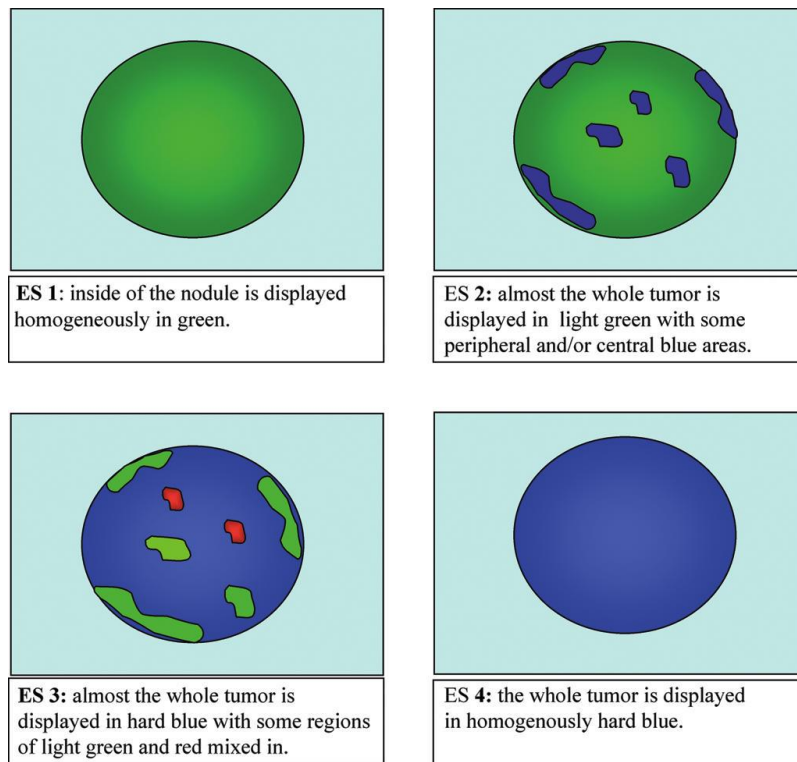 ES 1: inside of the nodule is displayed
homogeneously in green.
ES 2: almost the whole tumor is
displayed in light green with some
peripheral and/or central blue areas.
ES 3: almost the whole tumor is
displayed in hard blue with some regions
of light green and red mixed in.
ES 4: the whole tumor is displayed
in homogenously hard blue.